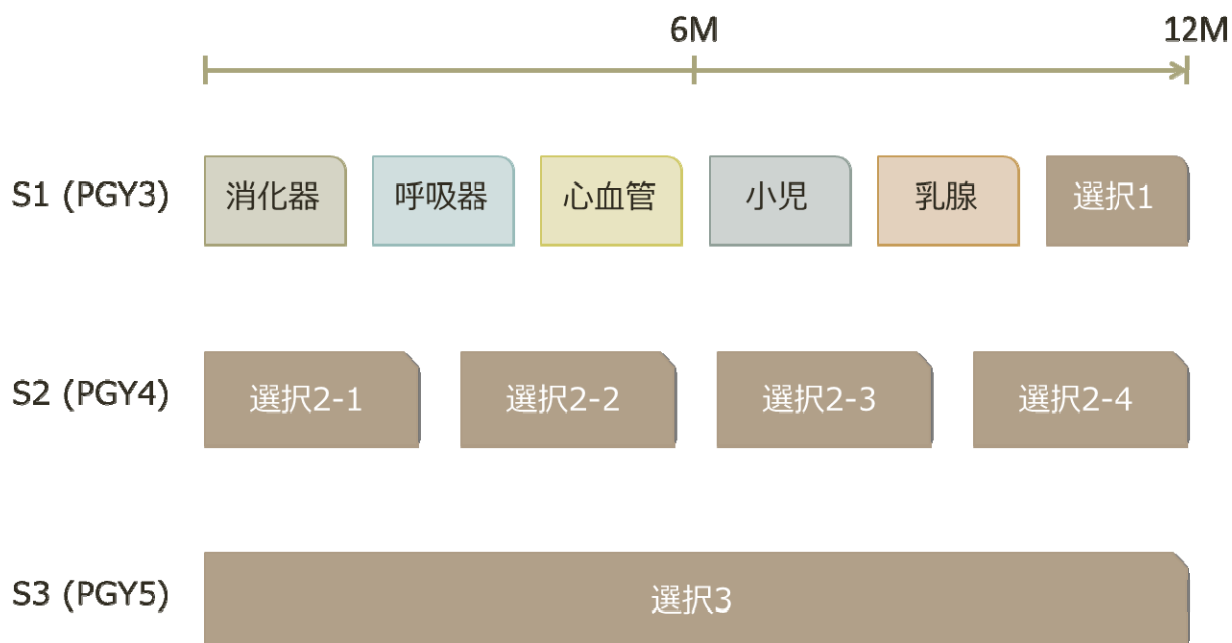 6M
12M
S1 (PGY3)
消化器
呼吸器
心血管
小児
乳腺
選択1
S2 (PGY4)
選択2-1
選択2-2
選択2-3
選択2-4
S3 (PGY5)
選択3